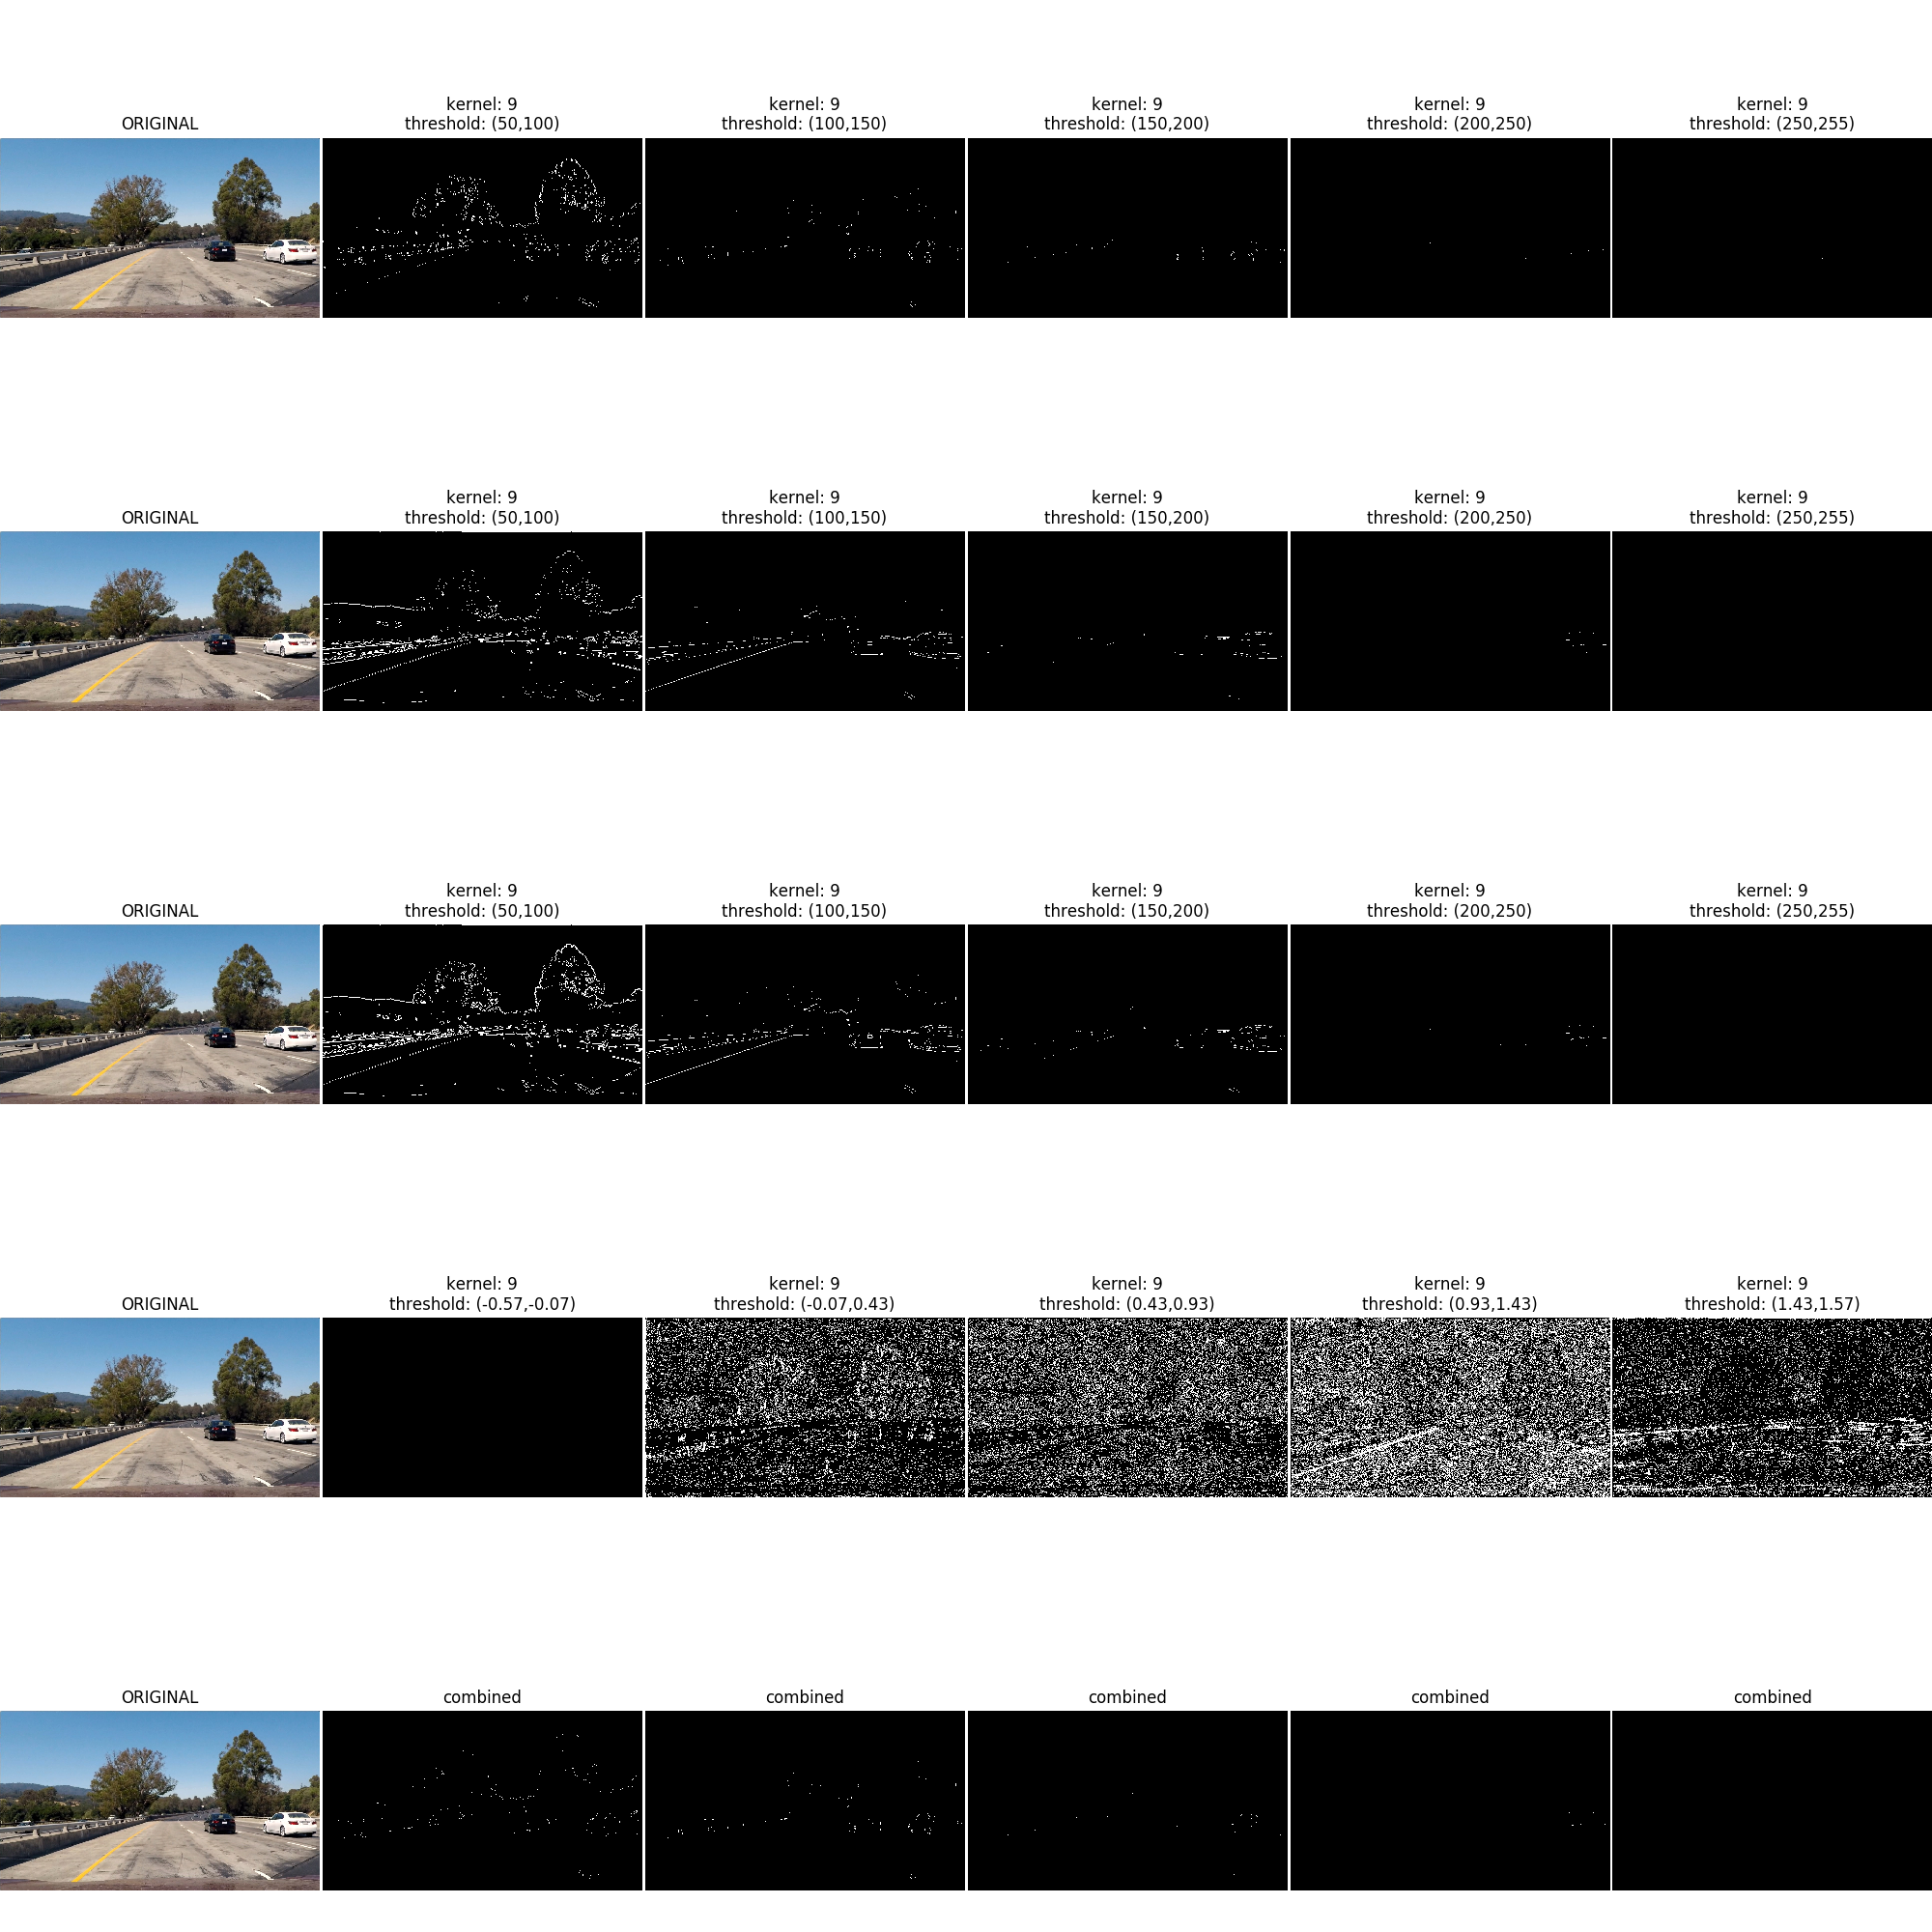 ORIGINAL
kernel: 9
threshold: (50,100)
kernel: 9
threshold: (100,150)
kernel: 9
threshold: (150,200)
kernel: 9
threshold: (200,250)
kernel: 9
threshold: (250,255)
ORIGINAL
kernel: 9
threshold: (50,100)
kernel: 9
threshold: (100,150)
kernel: 9
threshold: (150,200)
kernel: 9
threshold: (200,250)
kernel: 9
threshold: (250,255)
ORIGINAL
kernel: 9
threshold: (50,100)
kernel: 9
threshold: (100,150)
kernel: 9
threshold: (150,200)
kernel: 9
threshold: (200,250)
kernel: 9
threshold: (250,255)
ORIGINAL
kernel: 9
threshold: (-0.57,-0.07)
kernel: 9
threshold: (-0.07,0.43)
kernel: 9
threshold: (0.43,0.93)
kernel: 9
threshold: (0.93,1.43)
kernel: 9
threshold: (1.43,1.57)
ORIGINAL
combined
combined
combined
combined
combined